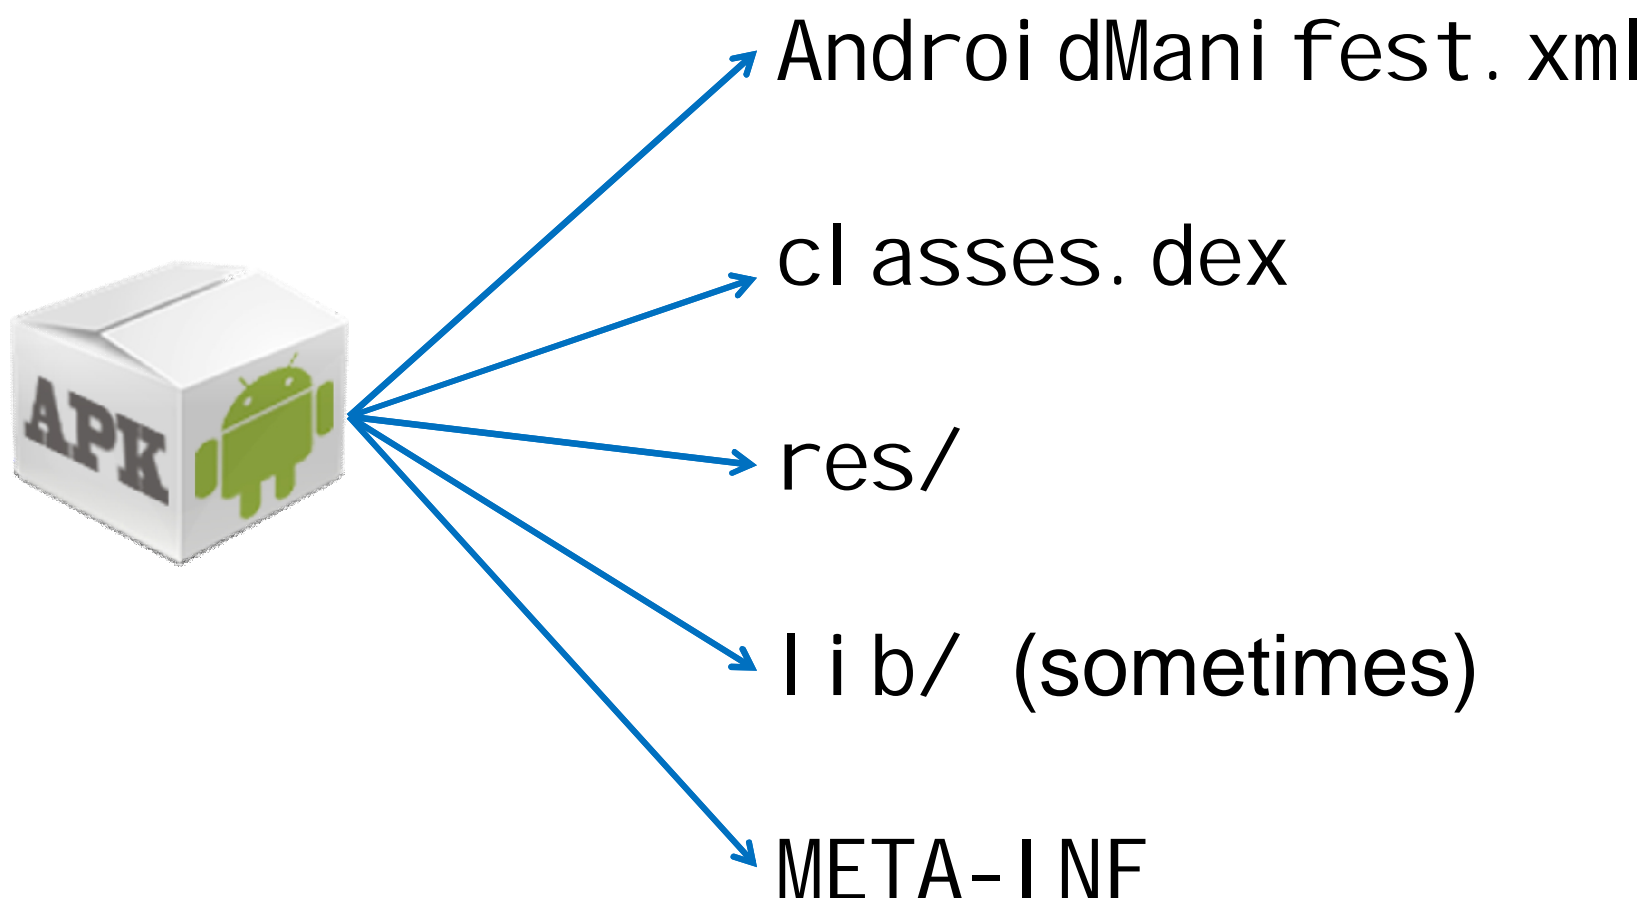 AndroidManifest.xml
classes.dex
APK
res/
lib/ (sometimes)
META-INF